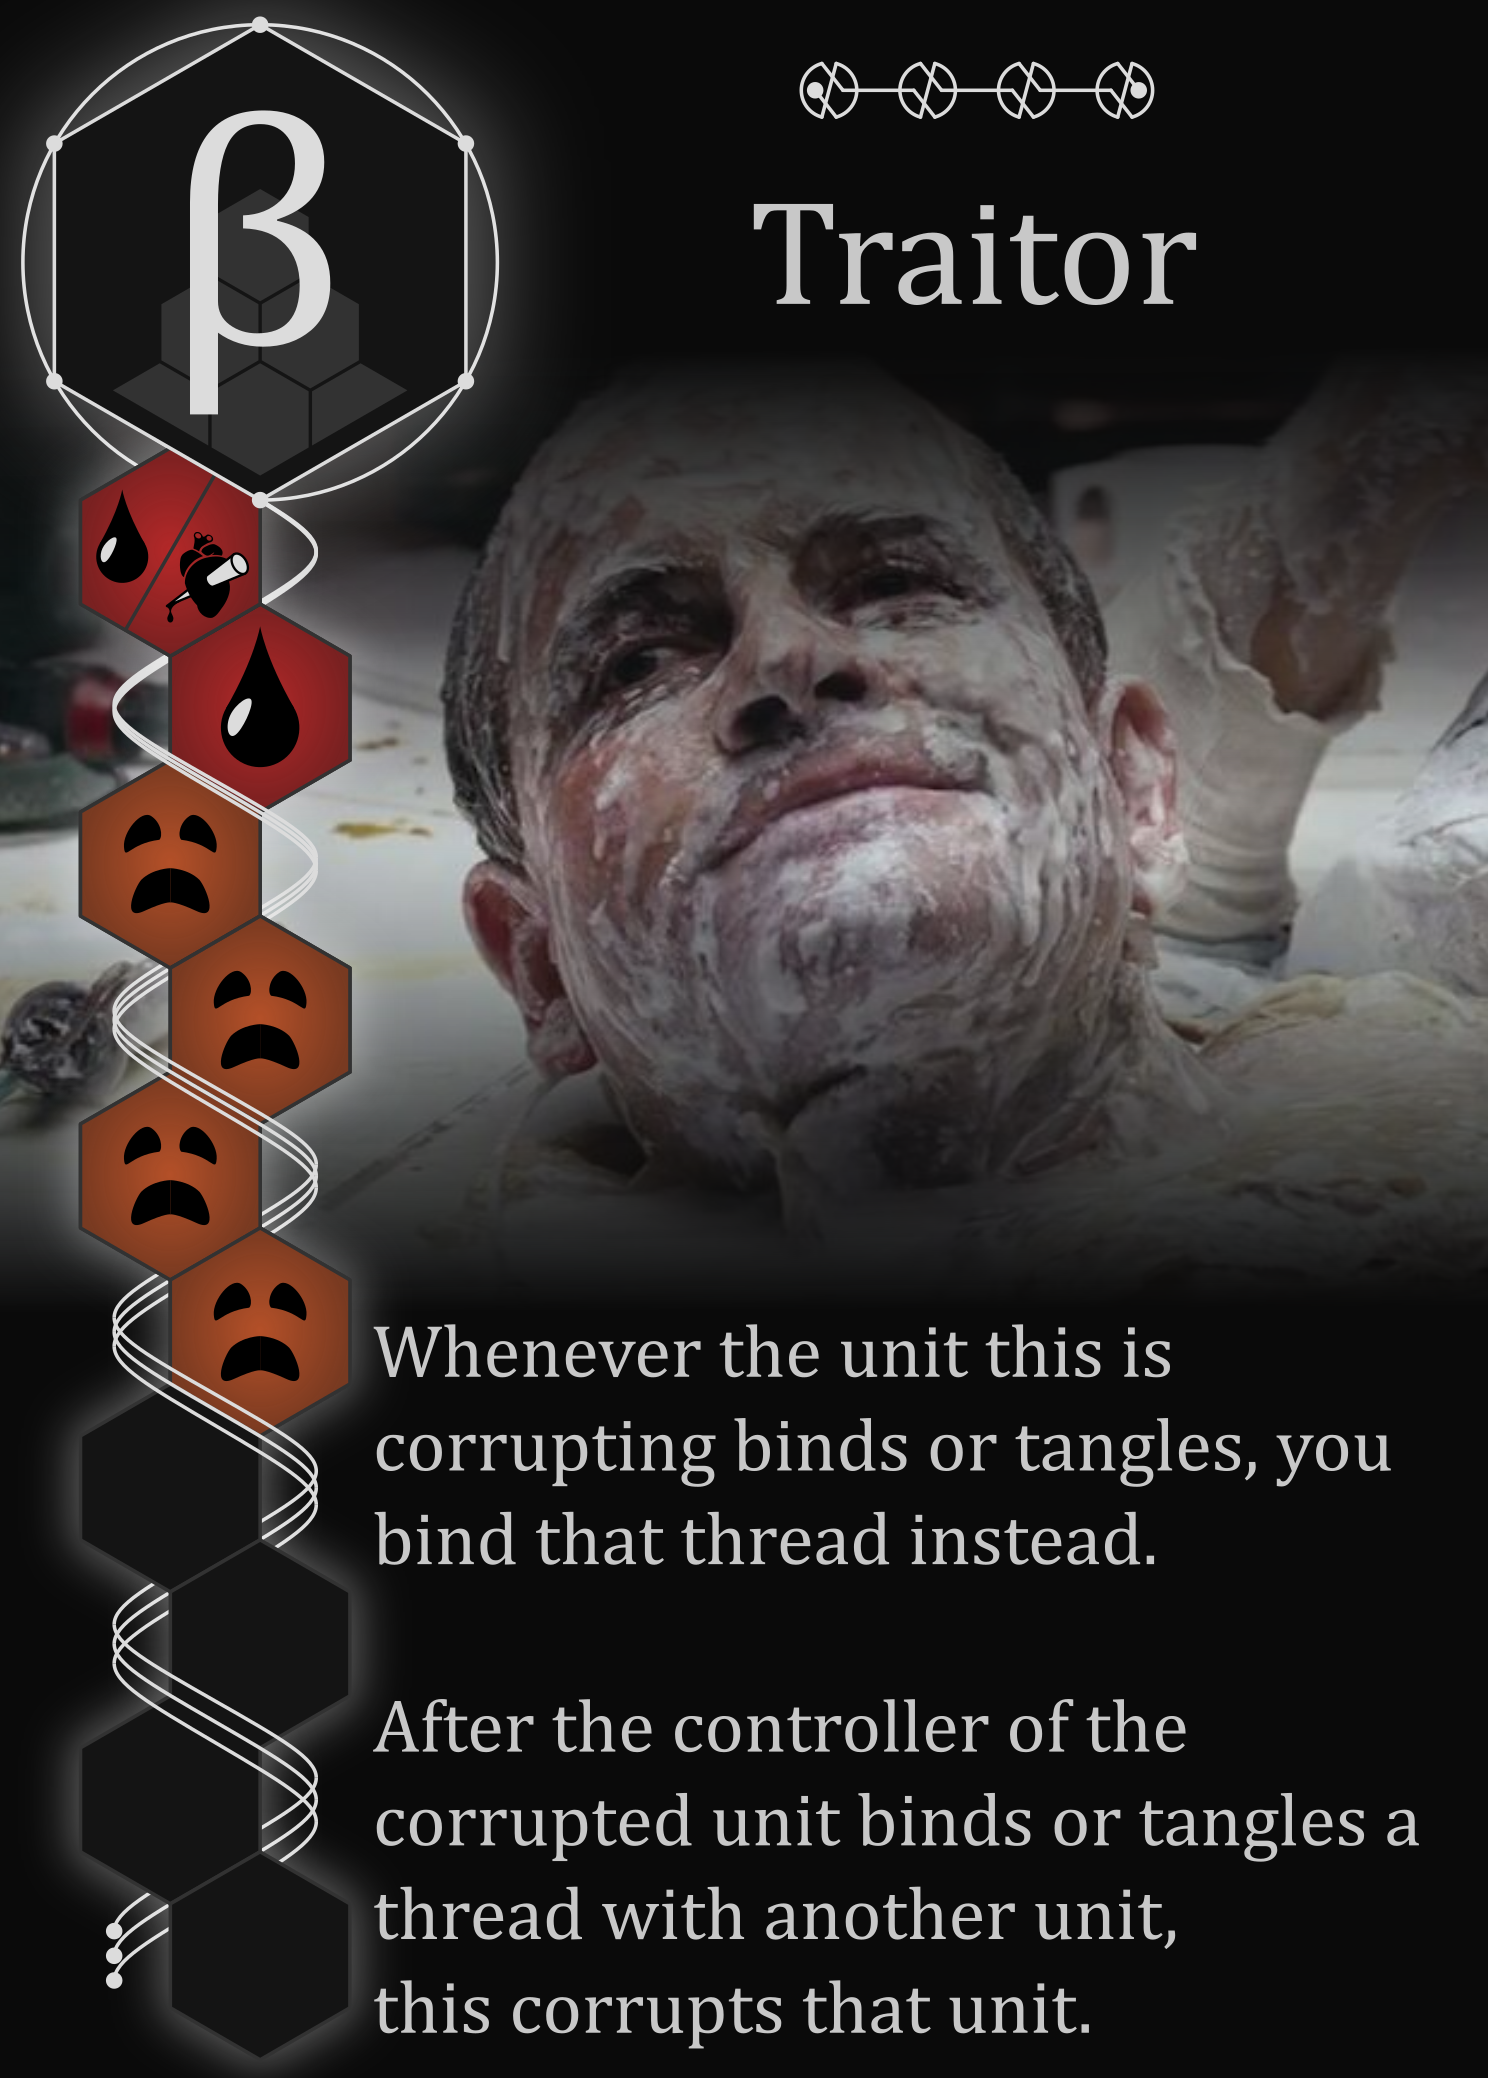 β
Traitor
Whenever the unit this is
corrupting binds or tangles, you
bind that thread instead.
After the controller of the
corrupted unit binds or tangles a
thread with another unit,
this corrupts that unit.